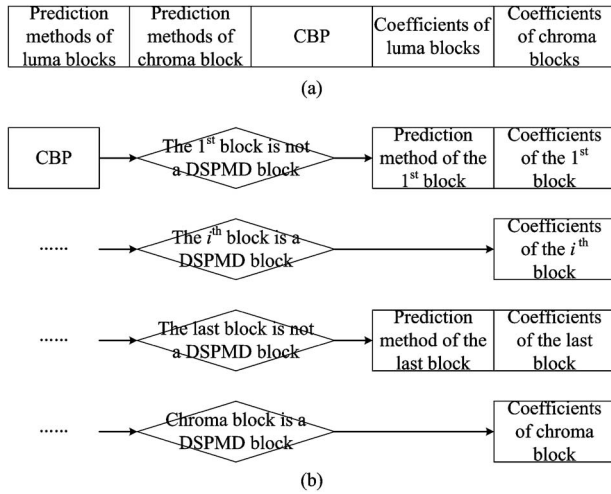 Prediction
methods of
luma blocks
Prediction
methods of
chroma block
CBP
Coefficients
of luma blocks
Coefficients
of chroma
blocks
(a)
CBP
The 1st block is not
a DSPMD block
Prediction
method of the
1st block
Coefficients
of the 1st
block
......
The ith block is a
DSPMD block
Coefficients
of the ith
block
......
The last block is not
a DSPMD block
Prediction
method of the
last block
Coefficients
of the last
block
......
Chroma block is a
DSPMD block
Coefficients
of chroma
block
(b)